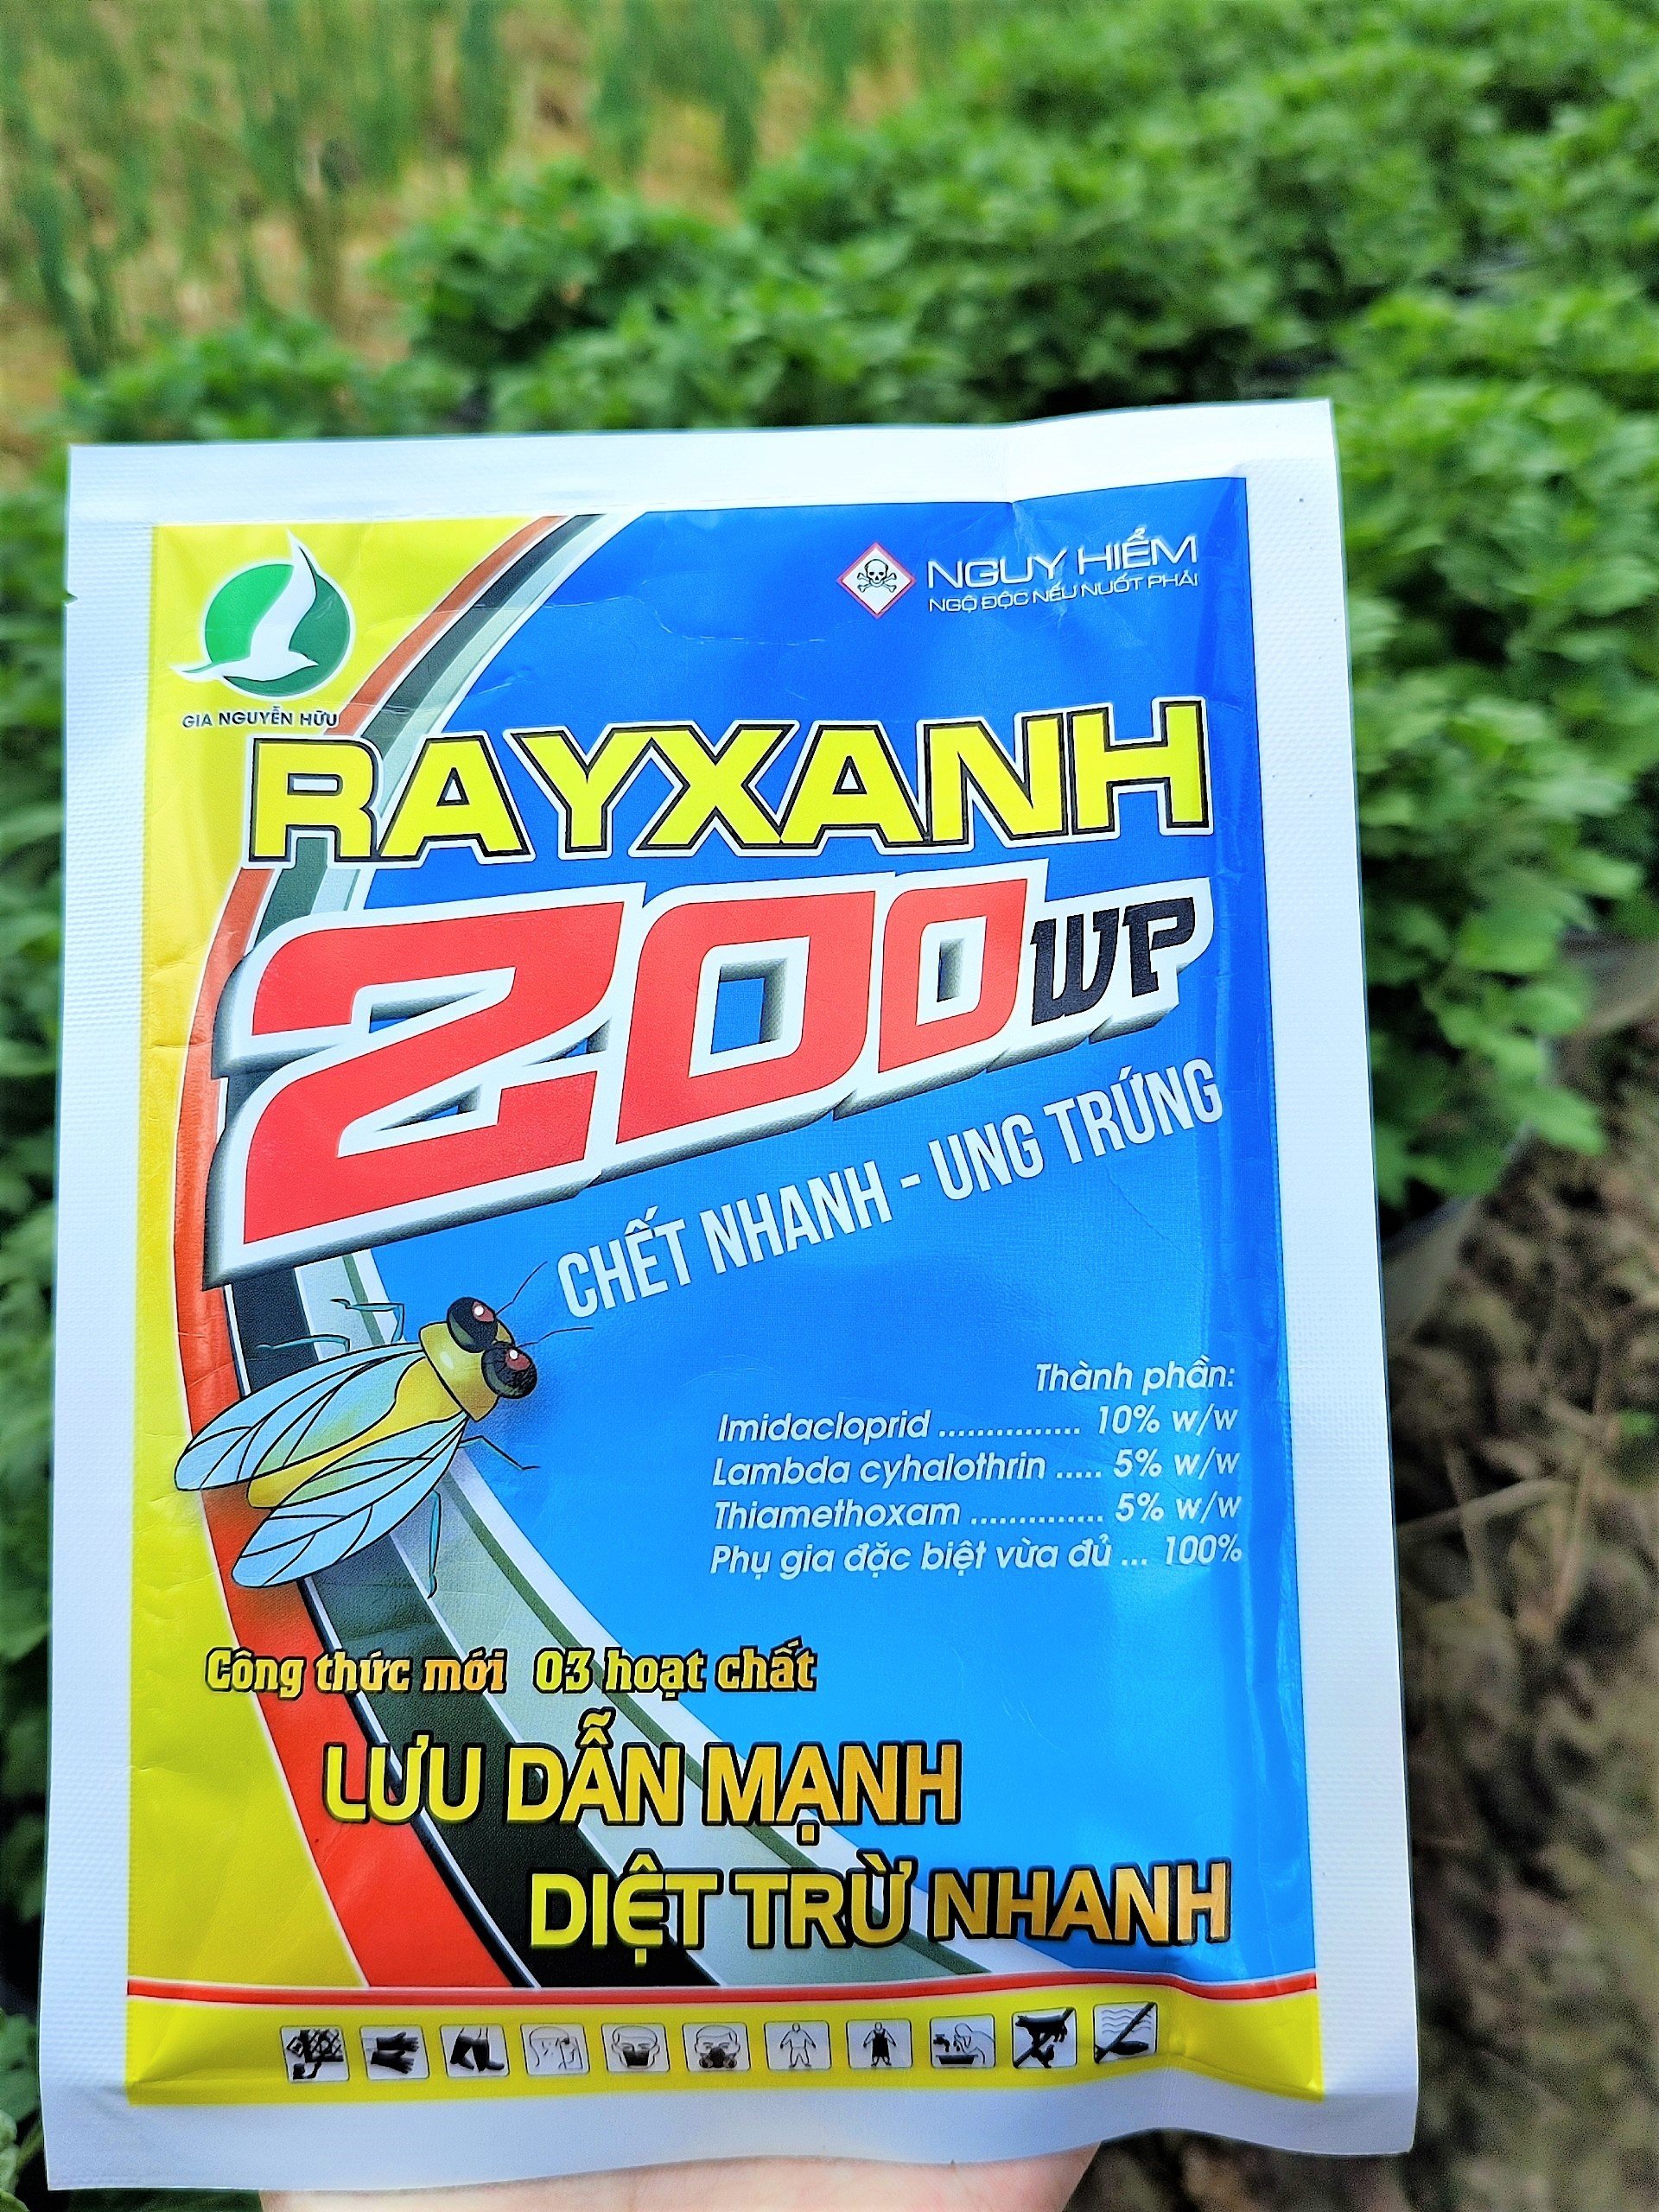 NGUY HIỂM
NGỘ ĐỘC NẾU NUỐT PHẢI
GIA NGUYỄN HỮU
RAYXANH
200WP
CHẾT NHANH - UNG TRỨNG
Thành phần:
Imidacloprid ............... 10% w/w
Lambda cyhalothrin ..... 5% w/w
Thiamethoxam .............. 5% w/w
Phụ gia đặc biệt vừa đủ ... 100%
Công thức mới 03 hoạt chất
LƯU DẪN MẠNH
DIỆT TRỪ NHANH